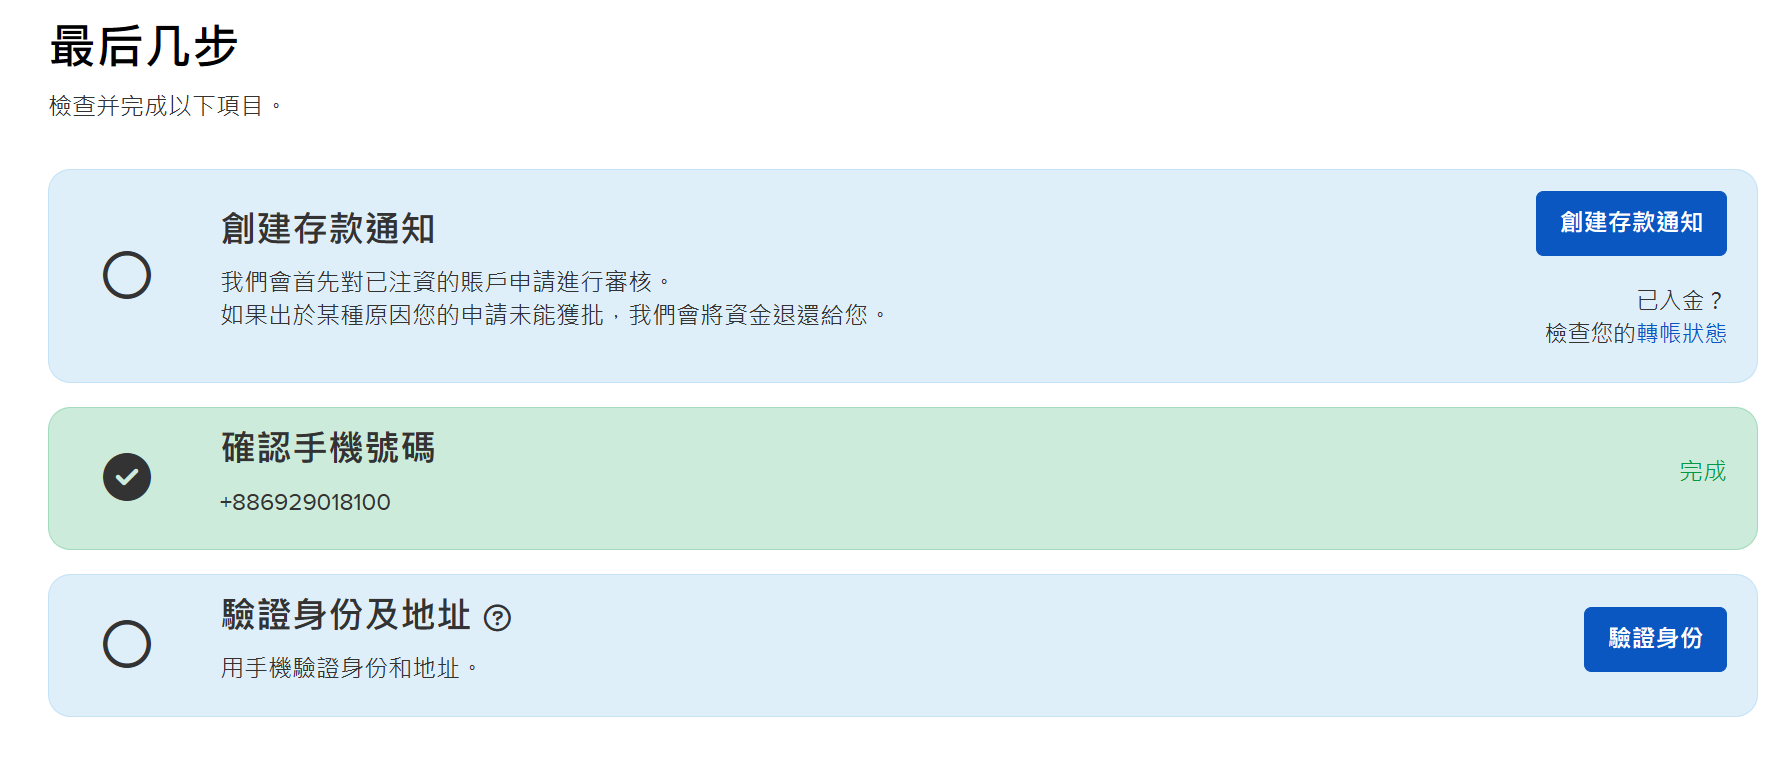 最后几步
檢查并完成以下項目。
創建存款通知
我們會首先對已注資的賬戶申請進行審核。
如果出於某種原因您的申請未能獲批，我們會將資金退還給您。
創建存款通知
已入金？
檢查您的轉帳狀態
確認手機號碼
+886929018100
完成
驗證身份及地址 ?
用手機驗證身份和地址。
驗證身份